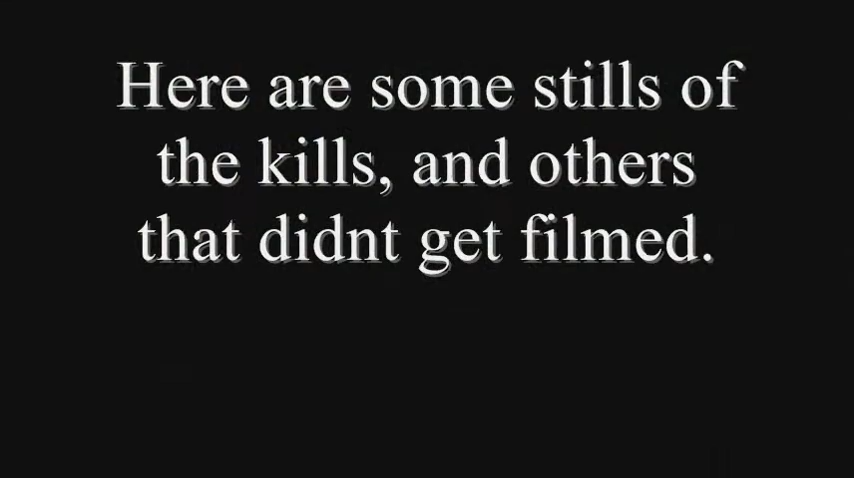 Here are some stills of
the kills, and others
that didnt get filmed.